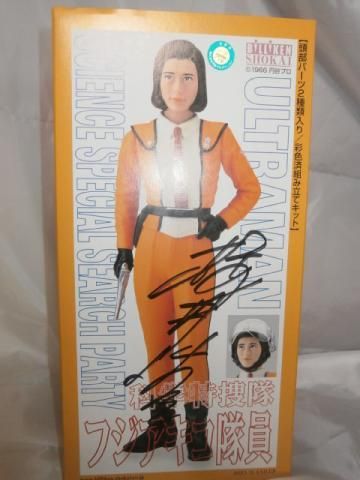 BILLIKEN
SHOKAI
©1966 円谷プロ
【頭部パーツ2種類入り/彩色済組み立てキット】
ULTRAMAN
SCIENCE SPECIAL SEARCH PARTY
科学特捜隊
フジアキコ隊員